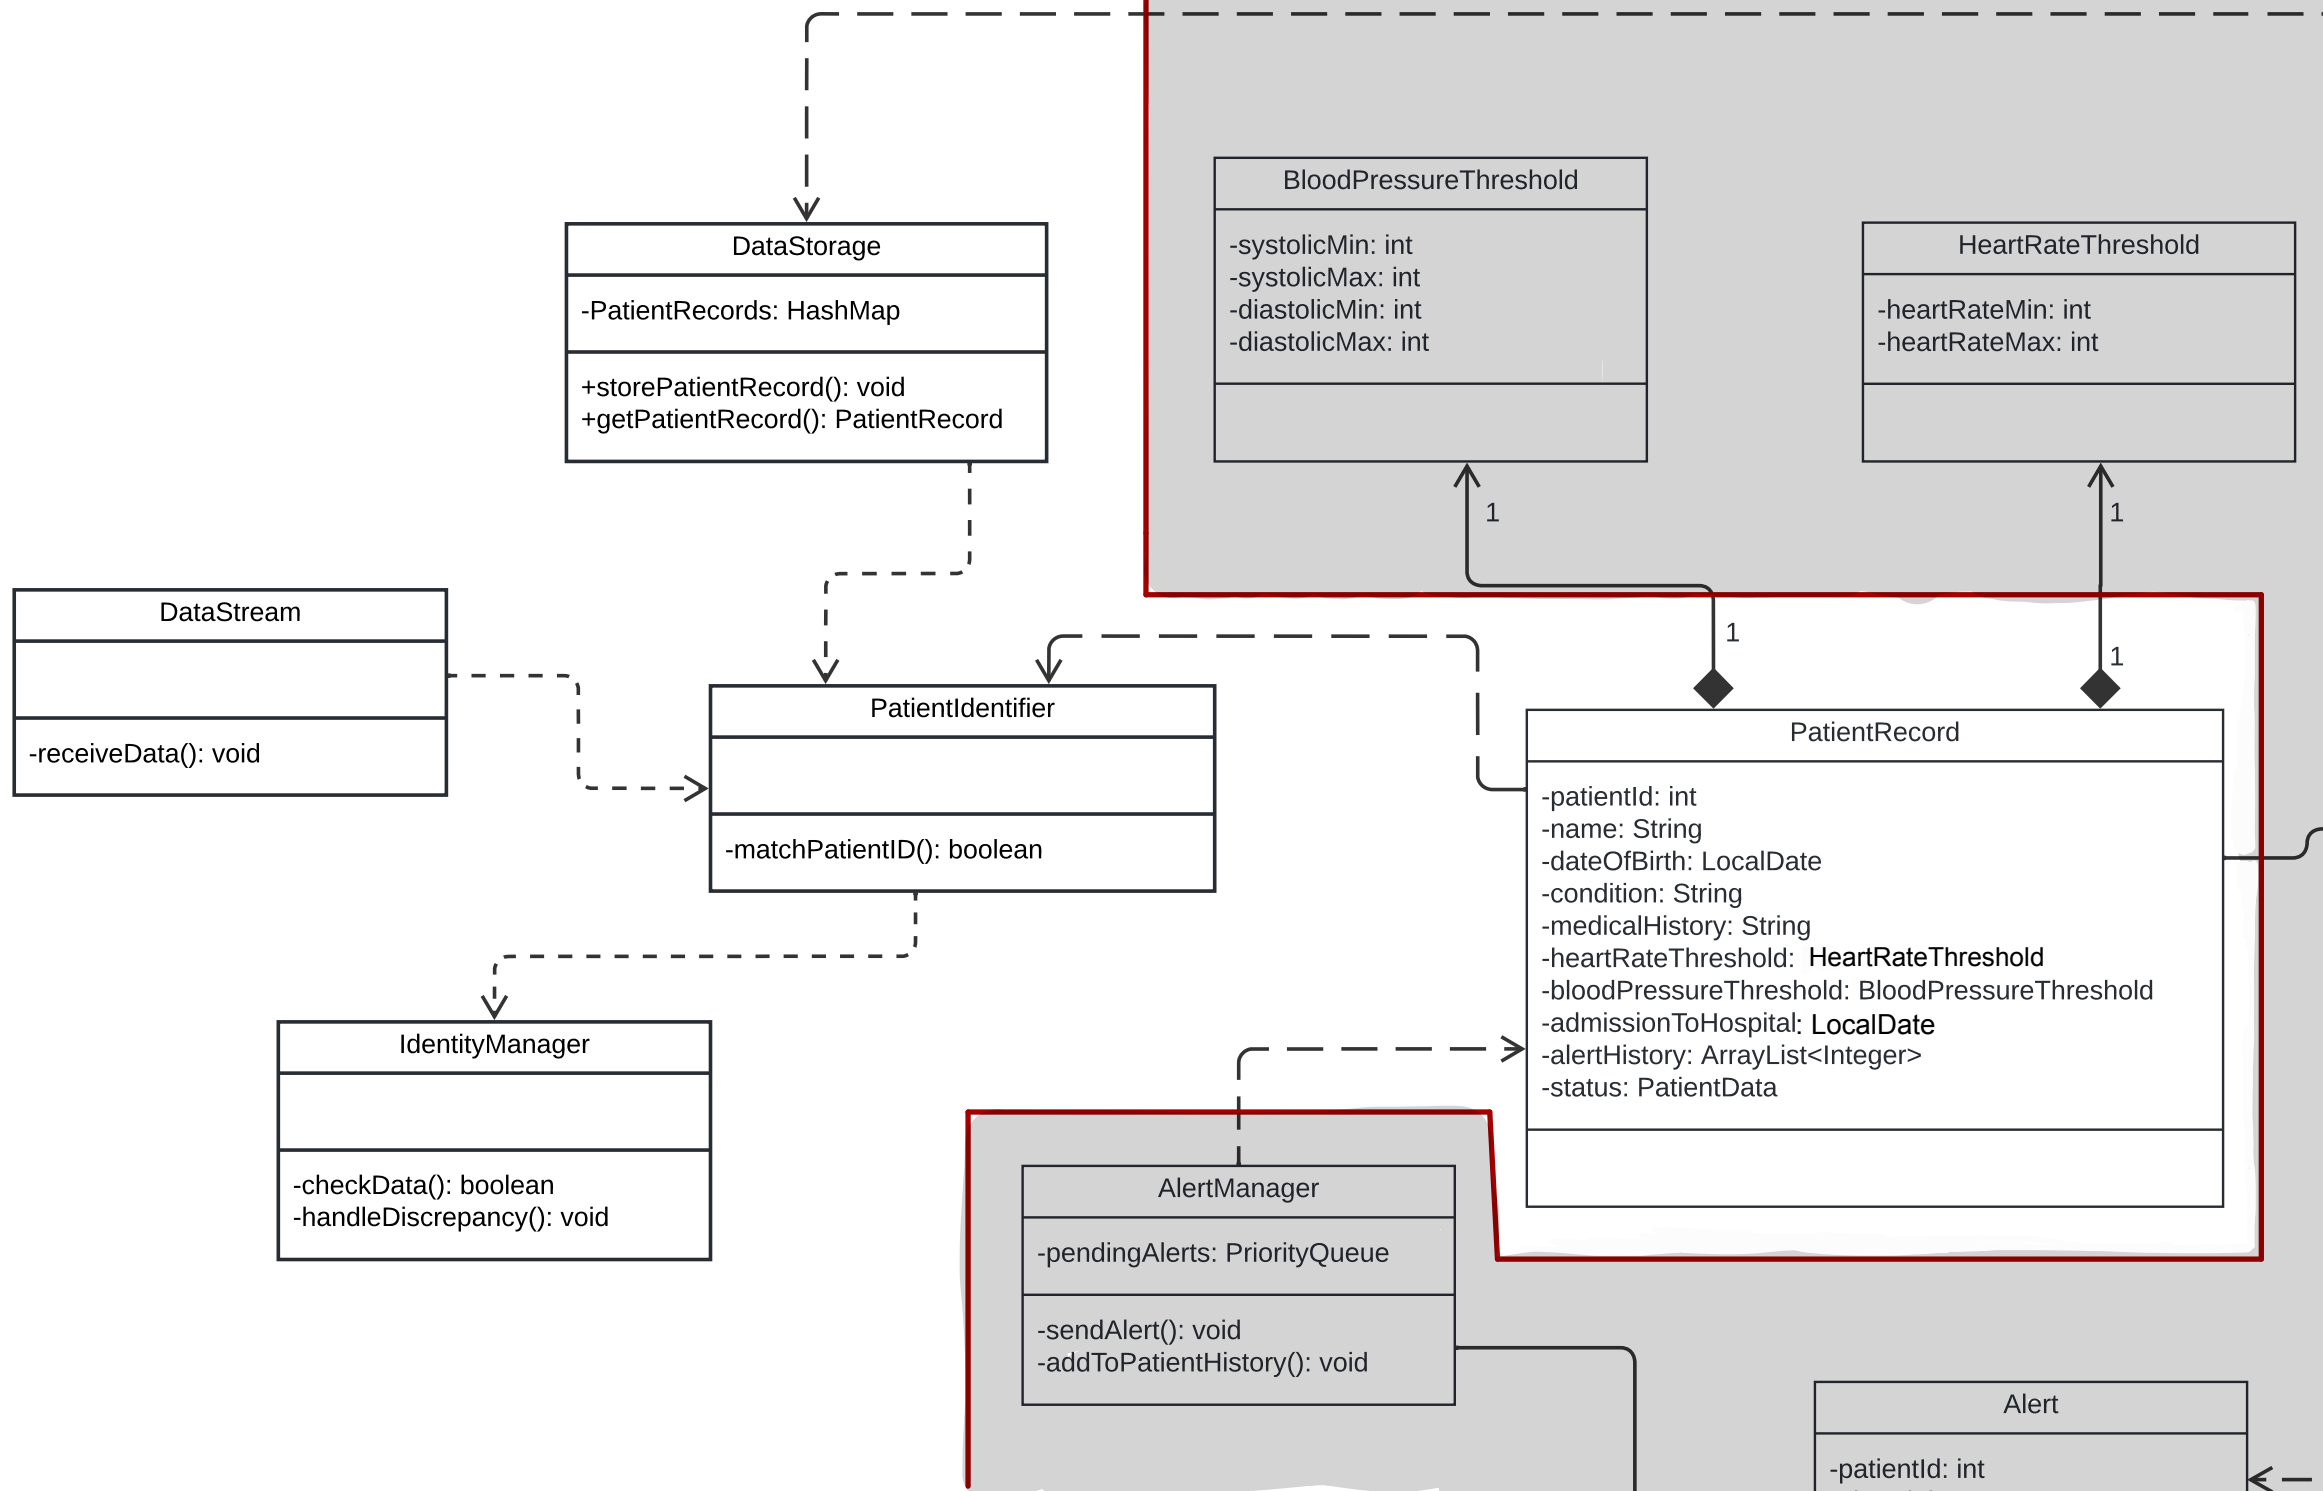 DataStorage
-PatientRecords: HashMap
+storePatientRecord(): void
+getPatientRecord(): PatientRecord
BloodPressureThreshold
-systolicMin: int
-systolicMax: int
-diastolicMin: int
-diastolicMax: int
1
1
HeartRateThreshold
-heartRateMin: int
-heartRateMax: int
1
1
DataStream
-receiveData(): void
PatientIdentifier
-matchPatientID(): boolean
PatientRecord
-patientId: int
-name: String
-dateOfBirth: LocalDate
-condition: String
-medicalHistory: String
-heartRateThreshold: HeartRateThreshold
-bloodPressureThreshold: BloodPressureThreshold
-admissionToHospital: LocalDate
-alertHistory: ArrayList<Integer>
-status: PatientData
IdentityManager
-checkData(): boolean
-handleDiscrepancy(): void
AlertManager
-pendingAlerts: PriorityQueue
-sendAlert(): void
-addToPatientHistory(): void
Alert
-patientId: int